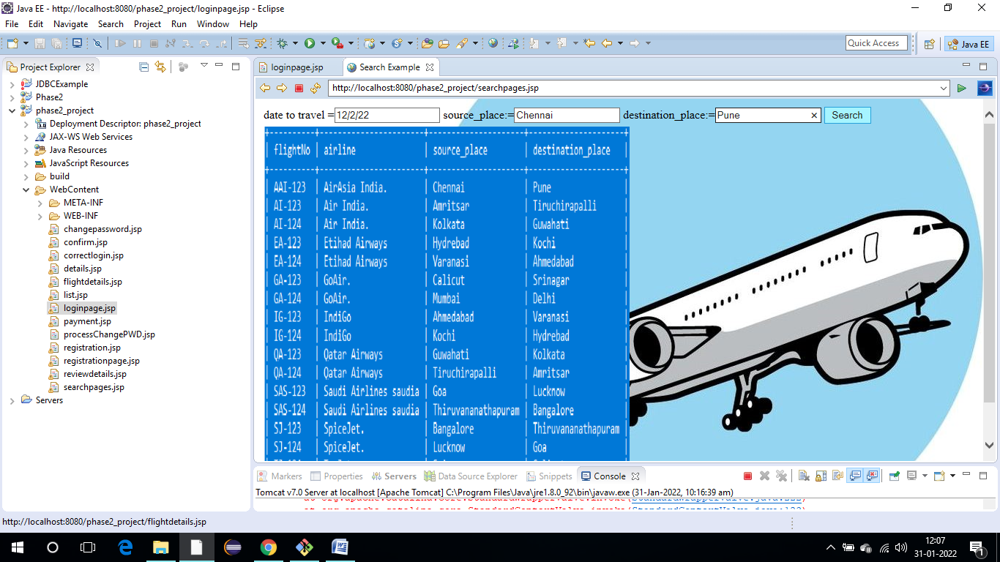 Java EE - http://localhost:8080/phase2_project/loginpage.jsp - Eclipse
File Edit Navigate Search Project Run Window Help
Quick Access Java EE
Project Explorer
JDBCExample
Phase2
phase2_project
Deployment Descriptor: phase2_project
JAX-WS Web Services
Java Resources
JavaScript Resources
build
WebContent
META-INF
WEB-INF
changepassword.jsp
confirm.jsp
correctlogin.jsp
details.jsp
flightdetails.jsp
list.jsp
loginpage.jsp
payment.jsp
processChangePWD.jsp
registration.jsp
registrationpage.jsp
reviewdetails.jsp
searchpages.jsp
Servers
loginpage.jsp Search Example
http://localhost:8080/phase2_project/searchpages.jsp
date to travel =12/2/22 source_place:=Chennai destination_place:=Pune Search
flightNo | airline | source_place | destination_place
AAI-123 | AirAsia India. | Chennai | Pune
AI-123 | Air India. | Amritsar | Tiruchirapalli
AI-124 | Air India. | Kolkata | Guwahati
EA-123 | Etihad Airways | Hydrebad | Kochi
EA-124 | Etihad Airways | Varanasi | Ahmedabad
GA-123 | GoAir. | Calicut | Srinagar
GA-124 | GoAir. | Mumbai | Delhi
IG-123 | IndiGo | Ahmedabad | Varanasi
IG-124 | IndiGo | Kochi | Hydrebad
QA-123 | Qatar Airways | Guwahati | Kolkata
QA-124 | Qatar Airways | Tiruchirapalli | Amritsar
SAS-123 | Saudi Airlines saudia | Goa | Lucknow
SAS-124 | Saudi Airlines saudia | Thiruvananathapuram | Bangalore
SJ-123 | SpiceJet. | Bangalore | Thiruvananathapuram
SJ-124 | SpiceJet. | Lucknow | Goa
Markers Properties Servers Data Source Explorer Snippets Console
Tomcat v7.0 Server at localhost [Apache Tomcat] C:\Program Files\Java\jre1.8.0_92\bin\javaw.exe (31-Jan-2022, 10:16:39 am)
http://localhost:8080/phase2_project/flightdetails.jsp
12:07
31-01-2022
1